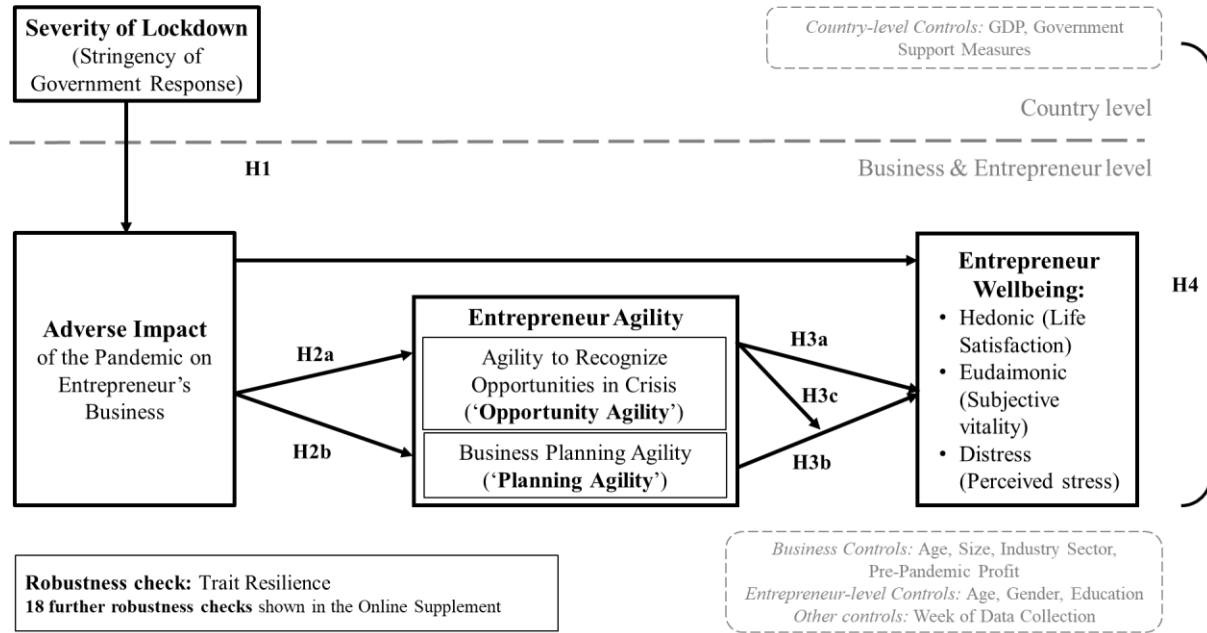 Severity of Lockdown
(Stringency of
Government Response)
Country-level Controls: GDP, Government
Support Measures
Country level
H1
Business & Entrepreneur level
Adverse Impact
of the Pandemic on
Entrepreneur's
Business
H2a
H2b
Entrepreneur Agility
Agility to Recognize
Opportunities in Crisis
('Opportunity Agility')
Business Planning Agility
('Planning Agility')
H3a
H3c
H3b
Entrepreneur
Wellbeing:
• Hedonic (Life
Satisfaction)
• Eudaimonic
(Subjective
vitality)
• Distress
(Perceived stress)
H4
Robustness check: Trait Resilience
18 further robustness checks shown in the Online Supplement
Business Controls: Age, Size, Industry Sector,
Pre-Pandemic Profit
Entrepreneur-level Controls: Age, Gender, Education
Other controls: Week of Data Collection